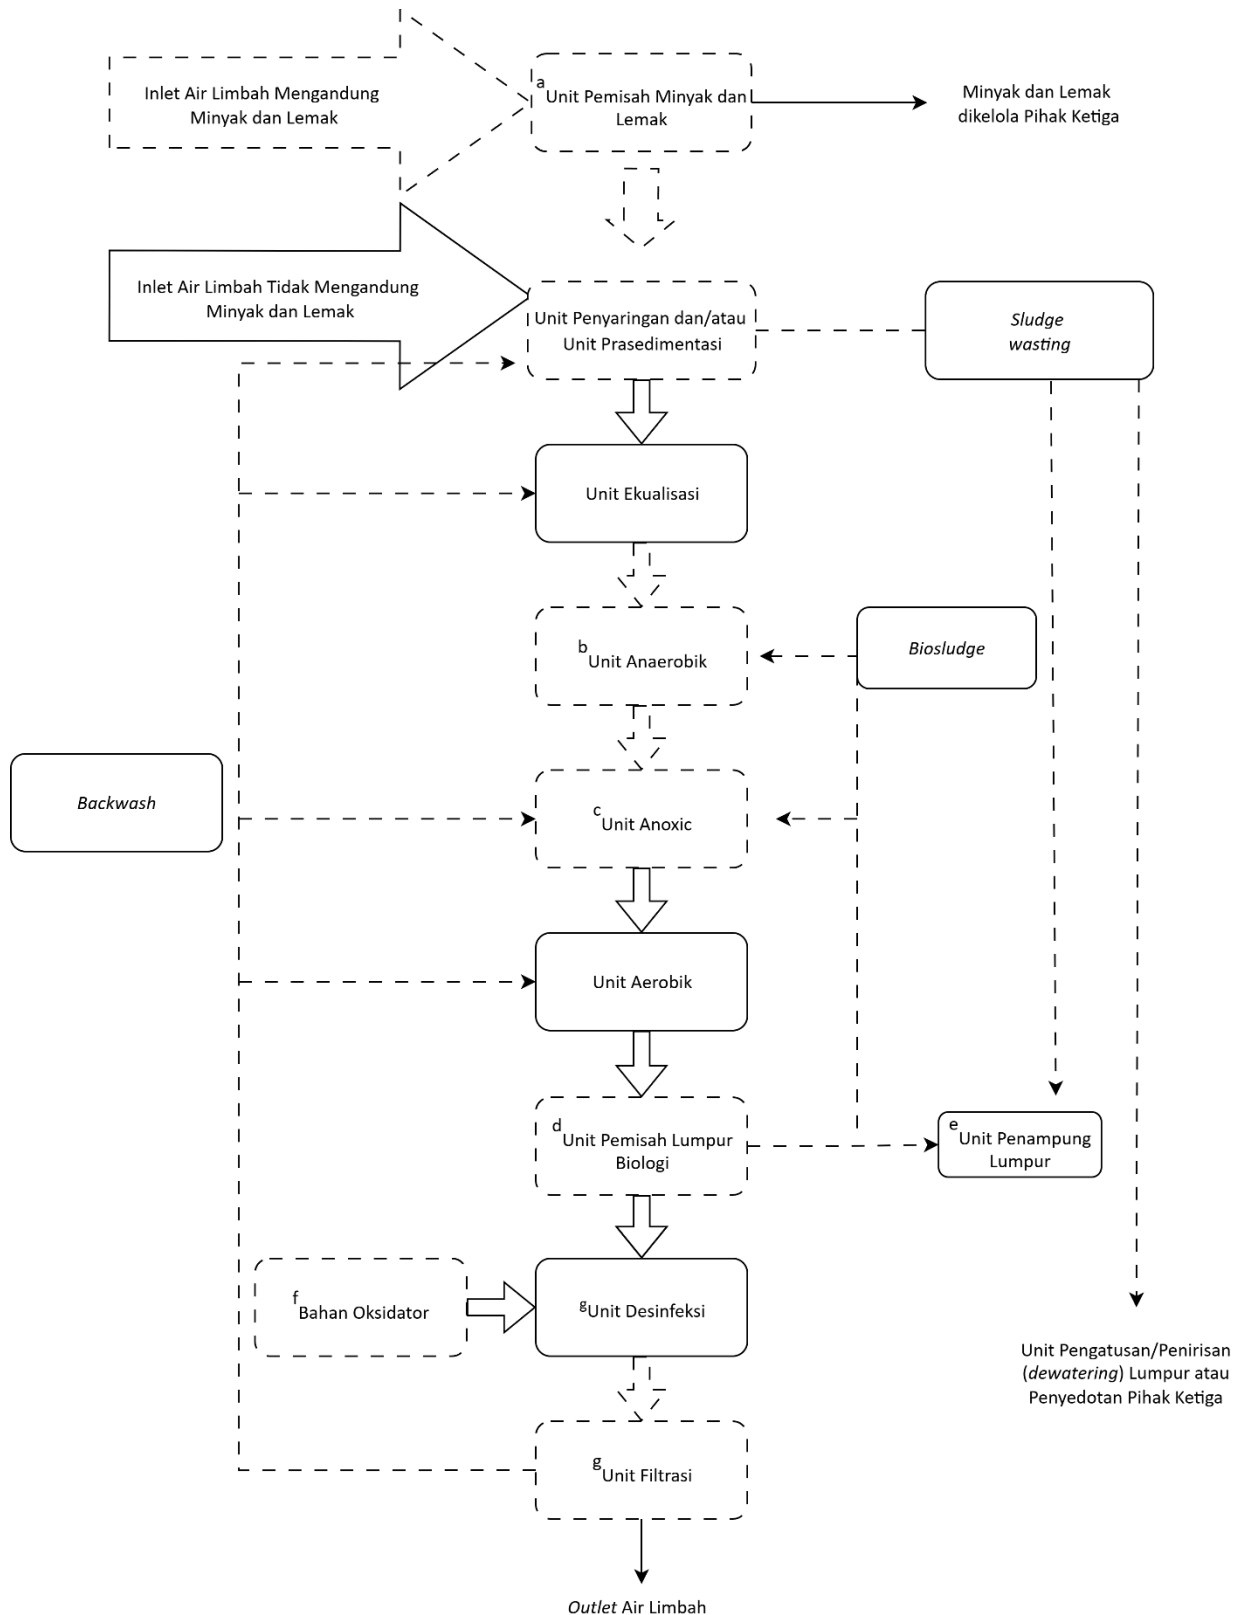 Inlet Air Limbah Mengandung
Minyak dan Lemak
a Unit Pemisah Minyak dan
Lemak
Minyak dan Lemak
dikelola Pihak Ketiga
Inlet Air Limbah Tidak Mengandung
Minyak dan Lemak
Unit Penyaringan dan/atau
Unit Prasedimentasi
Sludge
wasting
Unit Ekualisasi
b Unit Anaerobik
Biosludge
Backwash
c Unit Anoxic
Unit Aerobik
d Unit Pemisah Lumpur
Biologi
e Unit Penampung
Lumpur
f Bahan Oksidator
g Unit Desinfeksi
Unit Pengatusan/Penirisan
(dewatering) Lumpur atau
Penyedotan Pihak Ketiga
g Unit Filtrasi
Outlet Air Limbah